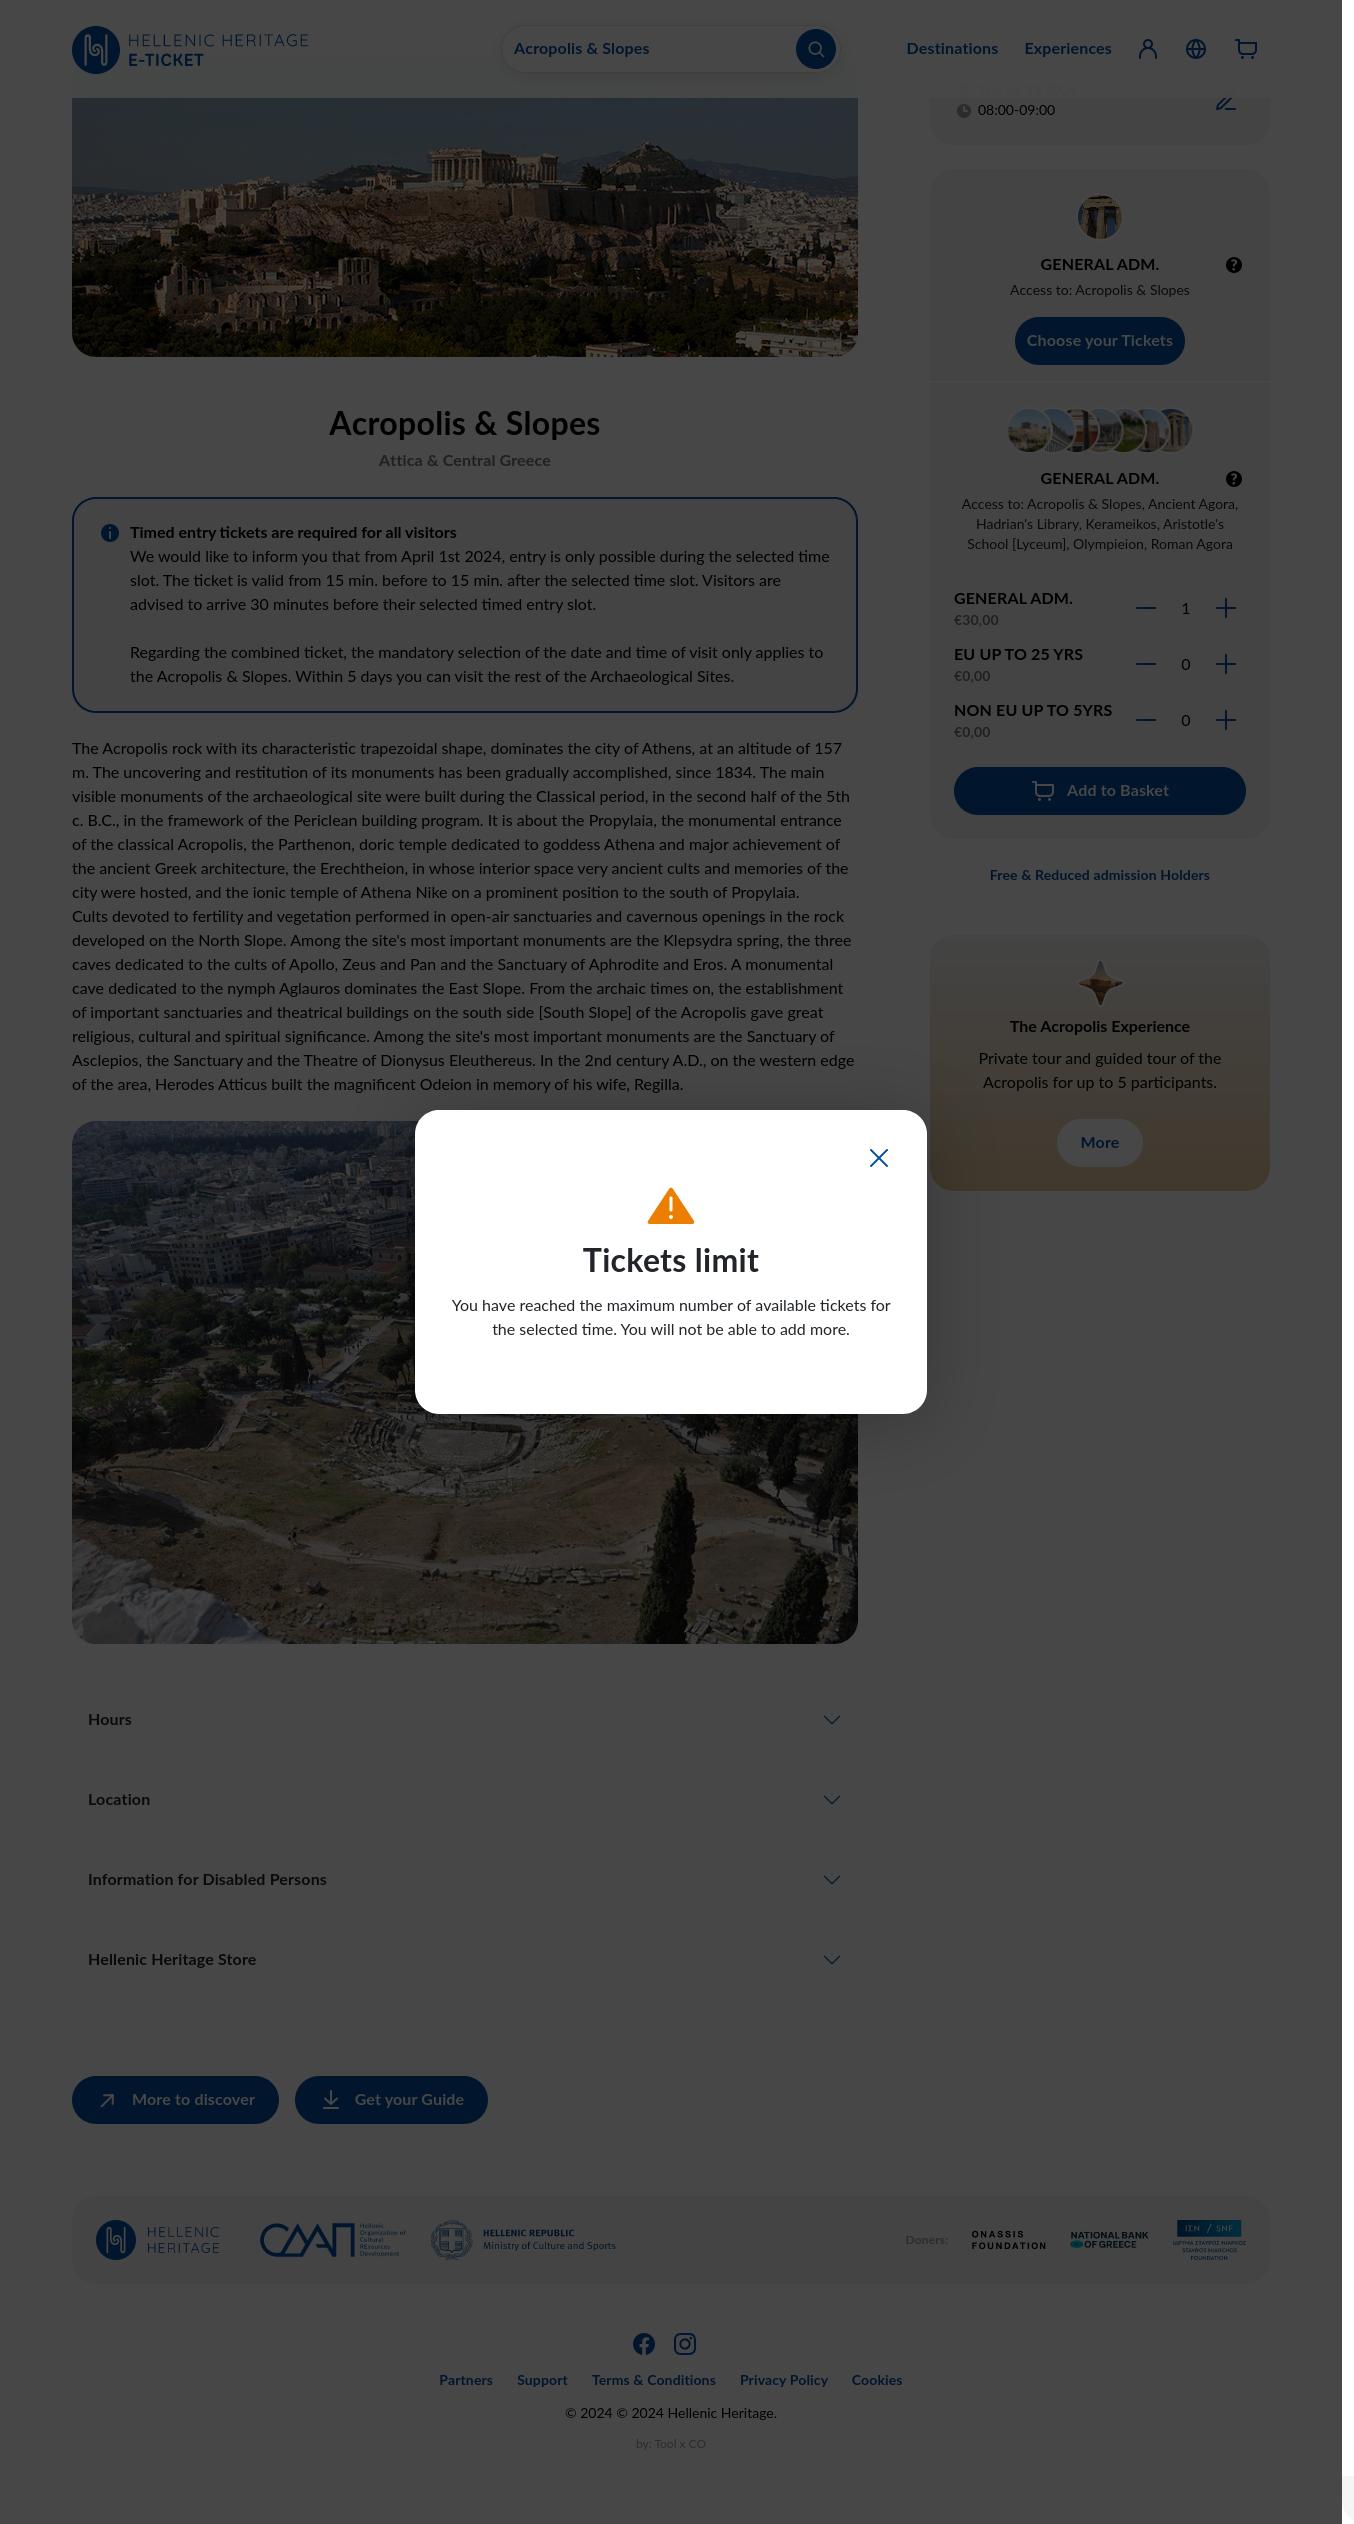 HELLENIC HERITAGE
E-TICKET
Acropolis & Slopes
Destinations
Experiences
08:00-09:00
GENERAL ADM.
Access to: Acropolis & Slopes
Choose your Tickets
GENERAL ADM.
Access to: Acropolis & Slopes, Ancient Agora,
Hadrian's Library, Kerameikos, Aristotle's
School [Lyceum], Olympieion, Roman Agora
GENERAL ADM.
€30,00
1
EU UP TO 25 YRS
€0,00
0
NON EU UP TO 5YRS
€0,00
0
Add to Basket
Free & Reduced admission Holders
The Acropolis Experience
Private tour and guided tour of the
Acropolis for up to 5 participants.
More
Acropolis & Slopes
Attica & Central Greece
Timed entry tickets are required for all visitors
We would like to inform you that from April 1st 2024, entry is only possible during the selected time
slot. The ticket is valid from 15 min. before to 15 min. after the selected time slot. Visitors are
advised to arrive 30 minutes before their selected timed entry slot.
Regarding the combined ticket, the mandatory selection of the date and time of visit only applies to
the Acropolis & Slopes. Within 5 days you can visit the rest of the Archaeological Sites.
The Acropolis rock with its characteristic trapezoidal shape, dominates the city of Athens, at an altitude of 157
m. The uncovering and restitution of its monuments has been gradually accomplished, since 1834. The main
visible monuments of the archaeological site were built during the Classical period, in the second half of the 5th
c. B.C., in the framework of the Periclean building program. It is about the Propylaia, the monumental entrance
of the classical Acropolis, the Parthenon, doric temple dedicated to goddess Athena and major achievement of
the ancient Greek architecture, the Erechtheion, in whose interior space very ancient cults and memories of the
city were hosted, and the ionic temple of Athena Nike on a prominent position to the south of Propylaia.
Cults devoted to fertility and vegetation performed in open-air sanctuaries and cavernous openings in the rock
developed on the North Slope. Among the site's most important monuments are the Klepsydra spring, the three
caves dedicated to the cults of Apollo, Zeus and Pan and the Sanctuary of Aphrodite and Eros. A monumental
cave dedicated to the nymph Aglauros dominates the East Slope. From the archaic times on, the establishment
of important sanctuaries and theatrical buildings on the south side [South Slope] of the Acropolis gave great
religious, cultural and spiritual significance. Among the site's most important monuments are the Sanctuary of
Asclepios, the Sanctuary and the Theatre of Dionysus Eleuthereus. In the 2nd century A.D., on the western edge
of the area, Herodes Atticus built the magnificent Odeion in memory of his wife, Regilla.
Tickets limit
You have reached the maximum number of available tickets for
the selected time. You will not be able to add more.
Hours
Location
Information for Disabled Persons
Hellenic Heritage Store
More to discover
Get your Guide
HELLENIC
HERITAGE
Hellenic
Organization of
Cultural
REsources
Development
HELLENIC REPUBLIC
Ministry of Culture and Sports
Doners:
ONASSIS
FOUNDATION
NATIONAL BANK
OF GREECE
ΙΣΝ / SNF
ΙΔΡΥΜΑ ΣΤΑΥΡΟΣ ΝΙΑΡΧΟΣ
STAVROS NIARCHOS
FOUNDATION
Partners
Support
Terms & Conditions
Privacy Policy
Cookies
© 2024 © 2024 Hellenic Heritage.
by: Tool x CO